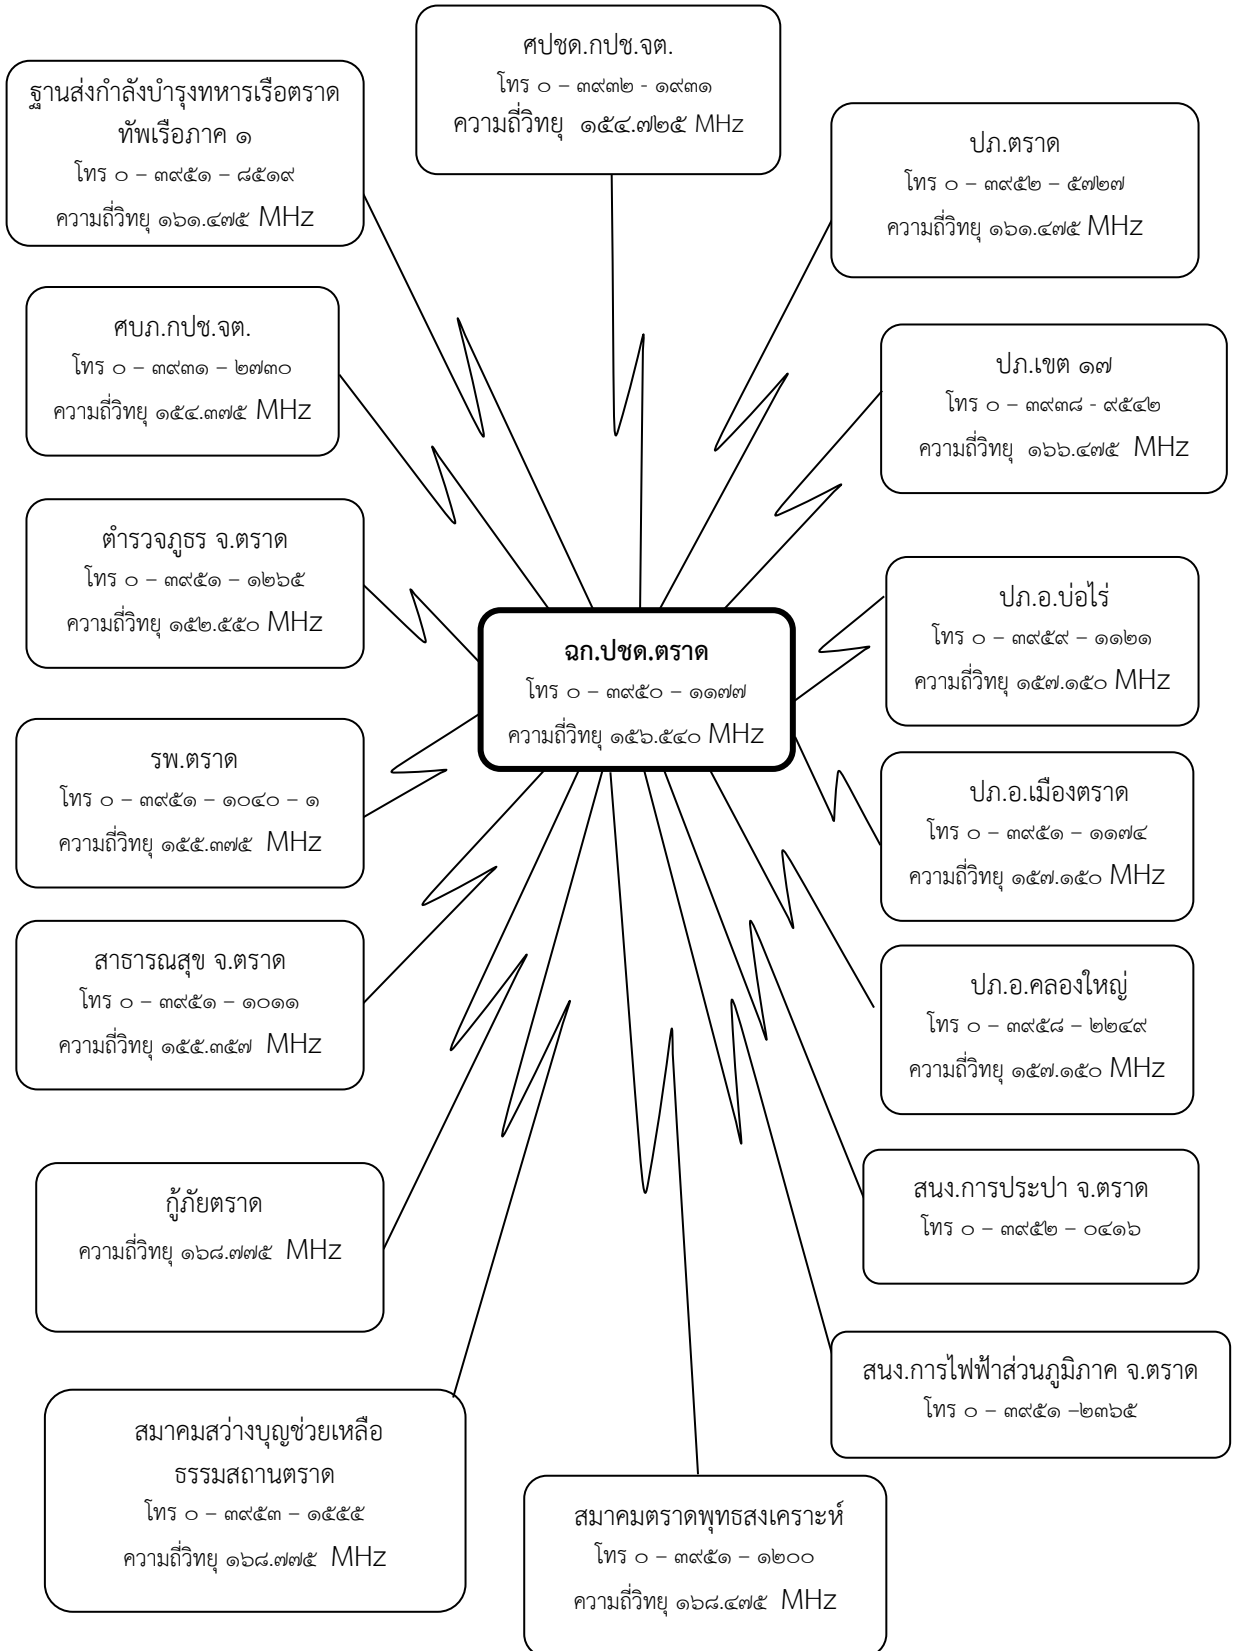 ศปชด.กปช.จต.
โทร ๐ – ๓๙๓๒ - ๑๙๓๑
ความถี่วิทยุ ๑๕๔.๗๒๕ MHz
ฐานส่งกำลังบำรุงทหารเรือตราด
ทัพเรือภาค ๑
โทร ๐ – ๓๙๕๑ – ๘๕๑๙
ความถี่วิทยุ ๑๖๑.๔๗๕ MHz
ปภ.ตราด
โทร ๐ – ๓๙๕๒ – ๕๗๒๗
ความถี่วิทยุ ๑๖๑.๔๗๕ MHz
ศบภ.กปช.จต.
โทร ๐ – ๓๙๓๑ – ๒๗๓๐
ความถี่วิทยุ ๑๕๔.๓๗๕ MHz
ปภ.เขต ๑๗
โทร ๐ – ๓๙๓๘ - ๙๕๔๒
ความถี่วิทยุ ๑๖๖.๔๗๕ MHz
ตำรวจภูธร จ.ตราด
โทร ๐ – ๓๙๕๑ – ๑๒๖๕
ความถี่วิทยุ ๑๕๒.๕๕๐ MHz
ปภ.อ.บ่อไร่
โทร ๐ – ๓๙๕๙ – ๑๑๒๑
ความถี่วิทยุ ๑๕๗.๑๕๐ MHz
ฉก.ปชด.ตราด
โทร ๐ – ๓๙๕๐ – ๑๑๗๗
ความถี่วิทยุ ๑๕๖.๕๔๐ MHz
รพ.ตราด
โทร ๐ – ๓๙๕๑ – ๑๐๔๐ – ๑
ความถี่วิทยุ ๑๕๕.๓๗๕ MHz
ปภ.อ.เมืองตราด
โทร ๐ – ๓๙๕๑ – ๑๑๗๔
ความถี่วิทยุ ๑๕๗.๑๕๐ MHz
สาธารณสุข จ.ตราด
โทร ๐ – ๓๙๕๑ – ๑๐๑๑
ความถี่วิทยุ ๑๕๕.๓๕๗ MHz
ปภ.อ.คลองใหญ่
โทร ๐ – ๓๙๕๘ – ๒๒๔๙
ความถี่วิทยุ ๑๕๗.๑๕๐ MHz
กู้ภัยตราด
ความถี่วิทยุ ๑๖๘.๗๗๕ MHz
สนง.การประปา จ.ตราด
โทร ๐ – ๓๙๕๒ – ๐๔๑๖
สนง.การไฟฟ้าส่วนภูมิภาค จ.ตราด
โทร ๐ – ๓๙๕๑ –๒๓๖๕
สมาคมสว่างบุญช่วยเหลือ
ธรรมสถานตราด
โทร ๐ – ๓๙๕๓ – ๑๕๕๕
ความถี่วิทยุ ๑๖๘.๗๗๕ MHz
สมาคมตราดพุทธสงเคราะห์
โทร ๐ – ๓๙๕๑ – ๑๒๐๐
ความถี่วิทยุ ๑๖๘.๔๗๕ MHz